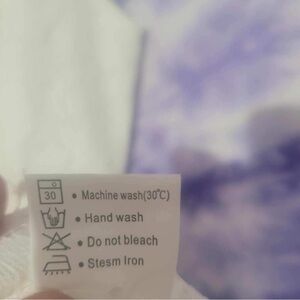 30 • Machine wash(30℃)
• Hand wash
• Do not bleach
• Stesm Iron